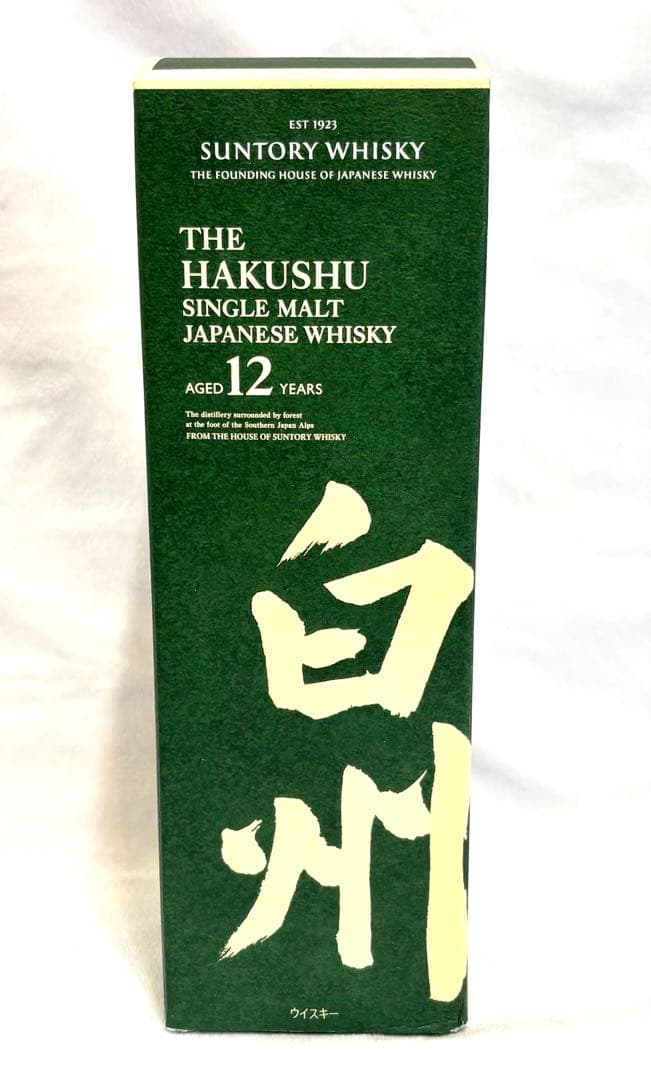 EST 1923
SUNTORY WHISKY
THE FOUNDING HOUSE OF JAPANESE WHISKY
THE
HAKUSHU
SINGLE MALT
JAPANESE WHISKY
AGED 12 YEARS
The distillery surrounded by forest
at the foot of the Southern Japan Alps
FROM THE HOUSE OF SUNTORY WHISKY
白州
ウイスキー